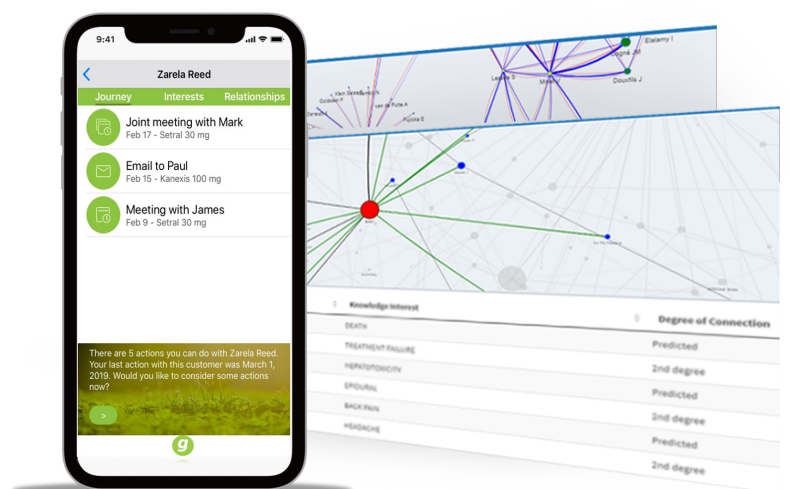 9:41
Zarela Reed
Journey Interests Relationships
Joint meeting with Mark
Feb 17 - Setral 30 mg
Email to Paul
Feb 15 - Kanexis 100 mg
Meeting with James
Feb 9 - Setral 30 mg
There are 5 actions you can do with Zarela Reed.
Your last action with this customer was March 1,
2019. Would you like to consider some actions
now?
>
g
Elalamy I
Douxfils J
Fujioka E
Knowledge Interest Degree of Connection
DEATH Predicted
TREATMENT FAILURE 2nd degree
HEPATOTOXICITY Predicted
EPIDURAL 2nd degree
BACK PAIN Predicted
HEADACHE 2nd degree